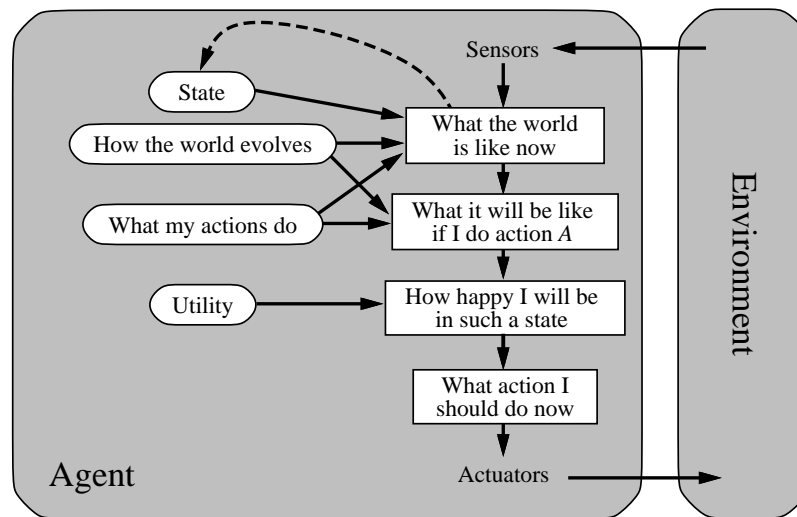 Sensors
State
What the world
is like now
How the world evolves
What my actions do
What it will be like
if I do action A
Utility
How happy I will be
in such a state
What action I
should do now
Agent
Actuators
Environment